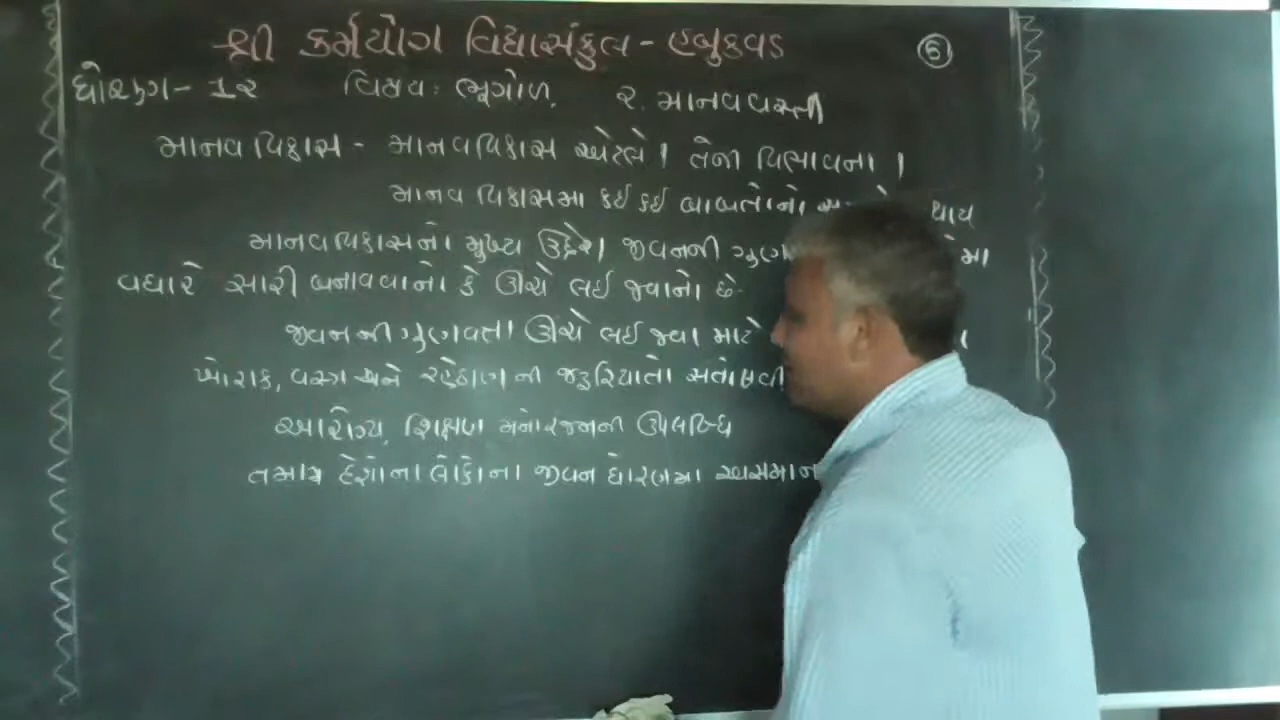 શ્રી કર્મયોગ વિદ્યાસંકુલ - હબુકવડ
૬
ધોરણ - ૧૨ વિષય : ભૂગોળ. ૨. માનવવસ્તી
માનવ વિકાસ - માનવવિકાસ એટલે । તેની વિભાવના ।
માનવ વિકાસમા કઈ કઈ બાબતોનો થાય
માનવવિકાસનો મુખ્ય ઉદ્દેશ। જીવનની
વધારે સારી બનાવવાનો કે ઊંચે લઈ જવાનો છે.
જીવનની ગુણવતા ઊંચે લઈ જવા માટે
ખોરાક, વસ્ત્ર અને રહેઠાણ ની જરુરિયાતો સંતોષવી
આરોગ્ય, શિક્ષણ મનોરંજનની ઉપલબ્ધિ
તમામ દેશોના લોકોના જીવન ધોરણમા અસમાન